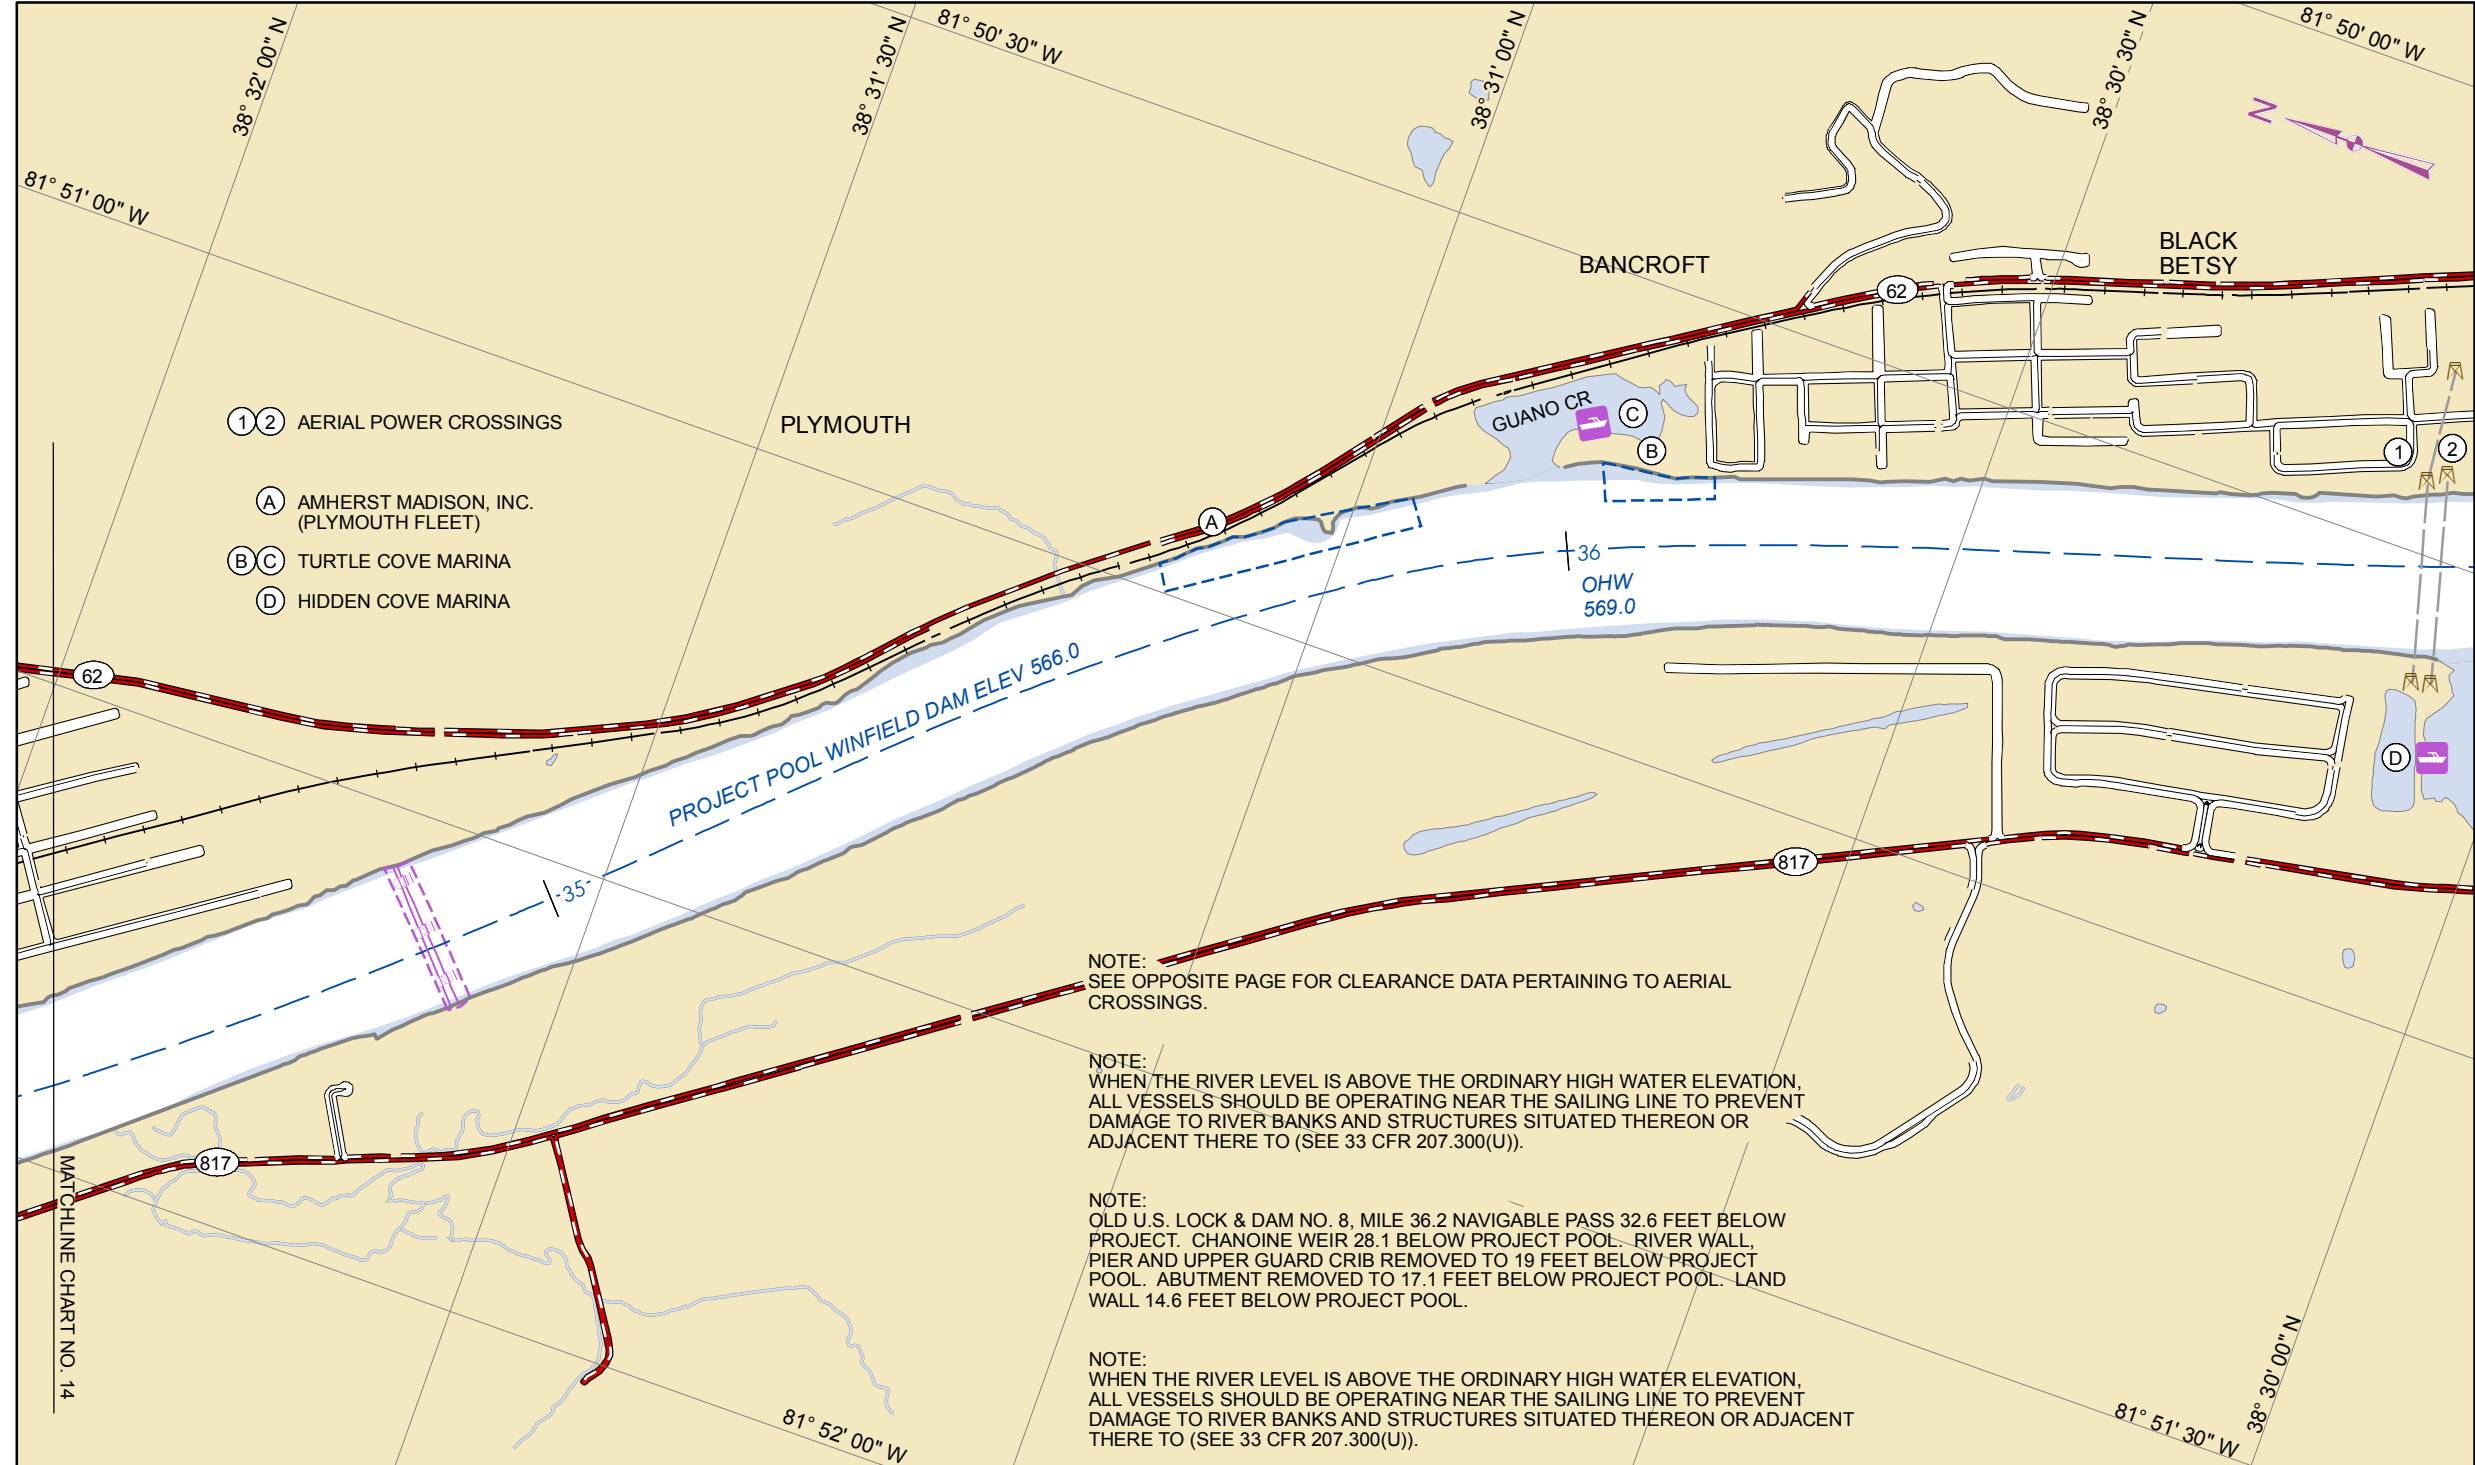 38° 32' 00" N
38° 31' 30" N
81° 50' 30" W
38° 31' 00" N
38° 30' 30" N
81° 50' 00" W
N
81° 51' 00" W
BANCROFT
BLACK
BETSY
62
1 2 AERIAL POWER CROSSINGS
A AMHERST MADISON, INC.
(PLYMOUTH FLEET)
B C TURTLE COVE MARINA
D HIDDEN COVE MARINA
PLYMOUTH
GUANO CR
C
B
1
2
A
36
OHW
569.0
62
PROJECT POOL WINFIELD DAM ELEV 566.0
D
817
35
NOTE:
SEE OPPOSITE PAGE FOR CLEARANCE DATA PERTAINING TO AERIAL
CROSSINGS.
NOTE:
WHEN THE RIVER LEVEL IS ABOVE THE ORDINARY HIGH WATER ELEVATION,
ALL VESSELS SHOULD BE OPERATING NEAR THE SAILING LINE TO PREVENT
DAMAGE TO RIVER BANKS AND STRUCTURES SITUATED THEREON OR
ADJACENT THERE TO (SEE 33 CFR 207.300(U)).
817
MATCHLINE CHART NO. 14
NOTE:
OLD U.S. LOCK & DAM NO. 8, MILE 36.2 NAVIGABLE PASS 32.6 FEET BELOW
PROJECT. CHANOINE WEIR 28.1 BELOW PROJECT POOL. RIVER WALL,
PIER AND UPPER GUARD CRIB REMOVED TO 19 FEET BELOW PROJECT
POOL. ABUTMENT REMOVED TO 17.1 FEET BELOW PROJECT POOL. LAND
WALL 14.6 FEET BELOW PROJECT POOL.
NOTE:
WHEN THE RIVER LEVEL IS ABOVE THE ORDINARY HIGH WATER ELEVATION,
ALL VESSELS SHOULD BE OPERATING NEAR THE SAILING LINE TO PREVENT
DAMAGE TO RIVER BANKS AND STRUCTURES SITUATED THEREON OR ADJACENT
THERE TO (SEE 33 CFR 207.300(U)).
81° 52' 00" W
81° 51' 30" W
38° 30' 00" N